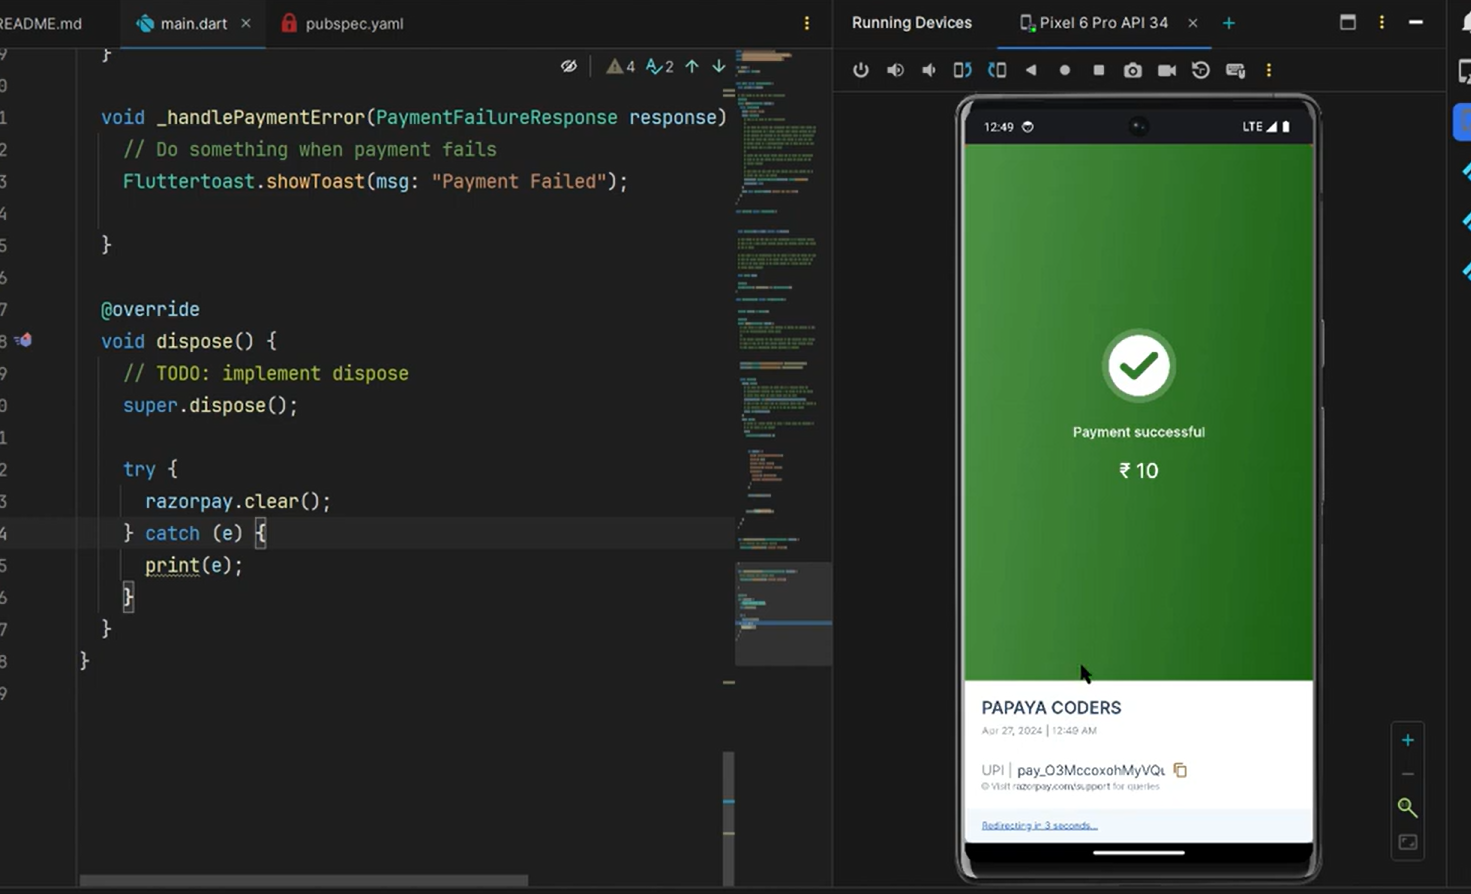 README.md
main.dart
pubspec.yaml
Running Devices
Pixel 6 Pro API 34
4
2
}
void _handlePaymentError(PaymentFailureResponse response)
// Do something when payment fails
Fluttertoast.showToast(msg: "Payment Failed");
}
@override
void dispose() {
// TODO: implement dispose
super.dispose();
try {
razorpay.clear();
} catch (e) {
print(e);
}
}
}
12:49
LTE
Payment successful
₹ 10
PAPAYA CODERS
Apr 27, 2024 | 12:49 AM
UPI | pay_O3MccoxohMyVQu
Visit razorpay.com/support for queries
Redirecting in 3 seconds...